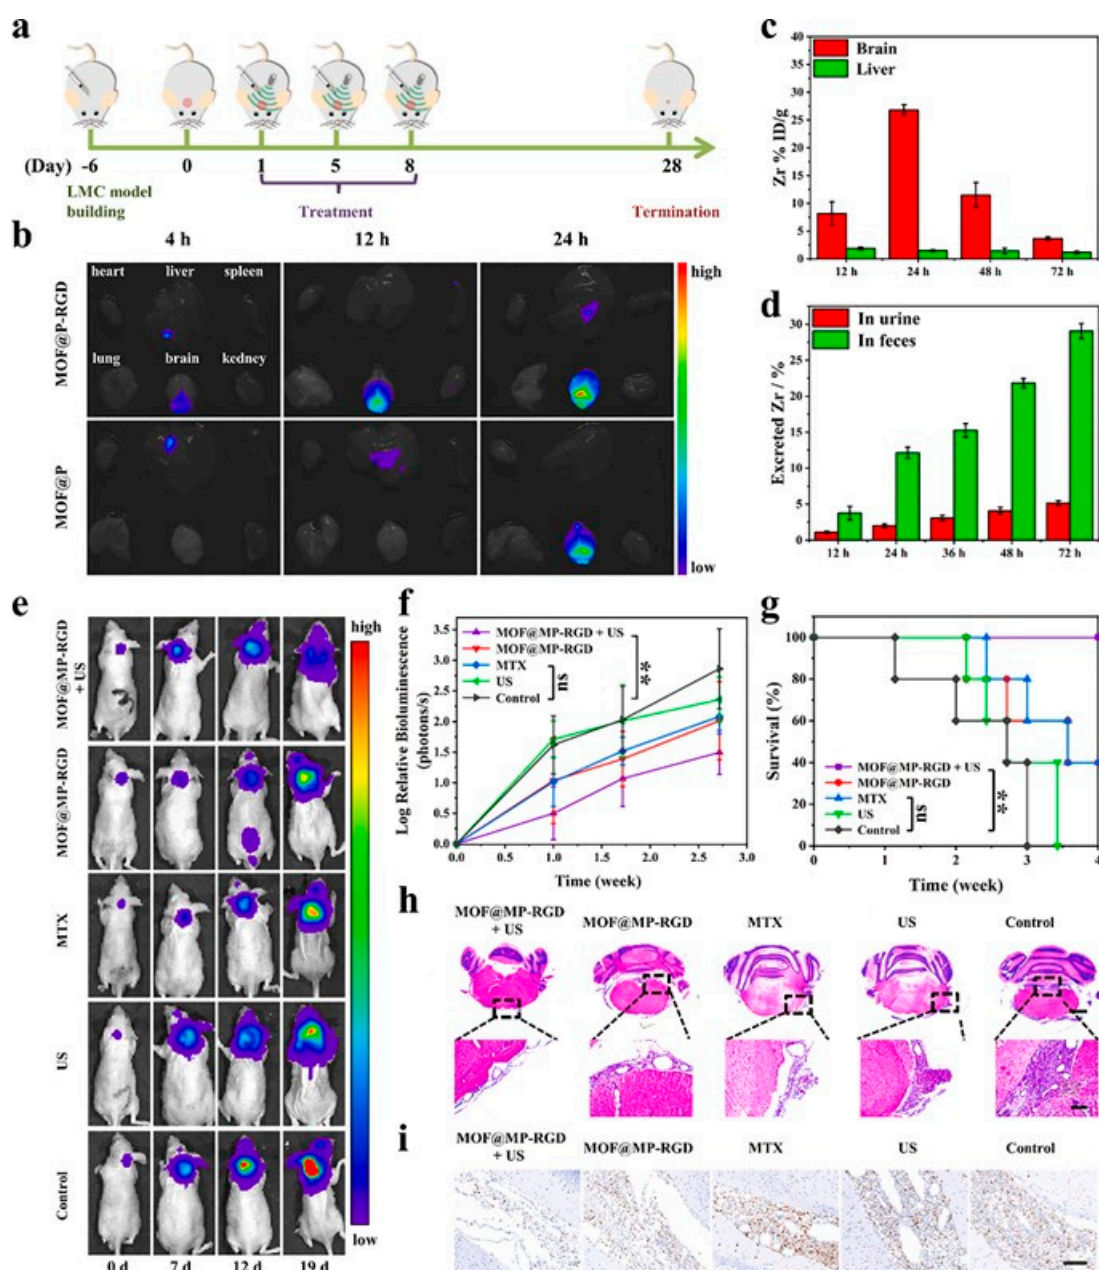 a
(Day) -6 0 1 5 8 28
LMC model
building
Treatment
Termination
b
4 h 12 h 24 h
MOF@P-RGD
heart liver spleen
lung brain kedney
MOF@P
high
low
c
Brain
Liver
Zr % ID/g
40
35
30
25
20
15
10
5
0
12 h 24 h 48 h 72 h
d
In urine
In feces
Excreted Zr / %
30
25
20
15
10
5
0
12 h 24 h 36 h 48 h 72 h
e
MOF@MP-RGD
+ US
MOF@MP-RGD
MTX
US
Control
0 d 7 d 12 d 19 d
high
low
f
Log Relative Bioluminescence
(photons/s)
3.5
3.0
2.5
2.0
1.5
1.0
0.5
0.0
MOF@MP-RGD + US
MOF@MP-RGD
MTX
US
Control
ns
**
0.0 0.5 1.0 1.5 2.0 2.5 3.0
Time (week)
g
Survival (%)
100
80
60
40
20
0
MOF@MP-RGD + US
MOF@MP-RGD
MTX
US
Control
ns
**
0 1 2 3 4
Time (week)
h
MOF@MP-RGD
+ US
MOF@MP-RGD
MTX
US
Control
i
MOF@MP-RGD
+ US
MOF@MP-RGD
MTX
US
Control